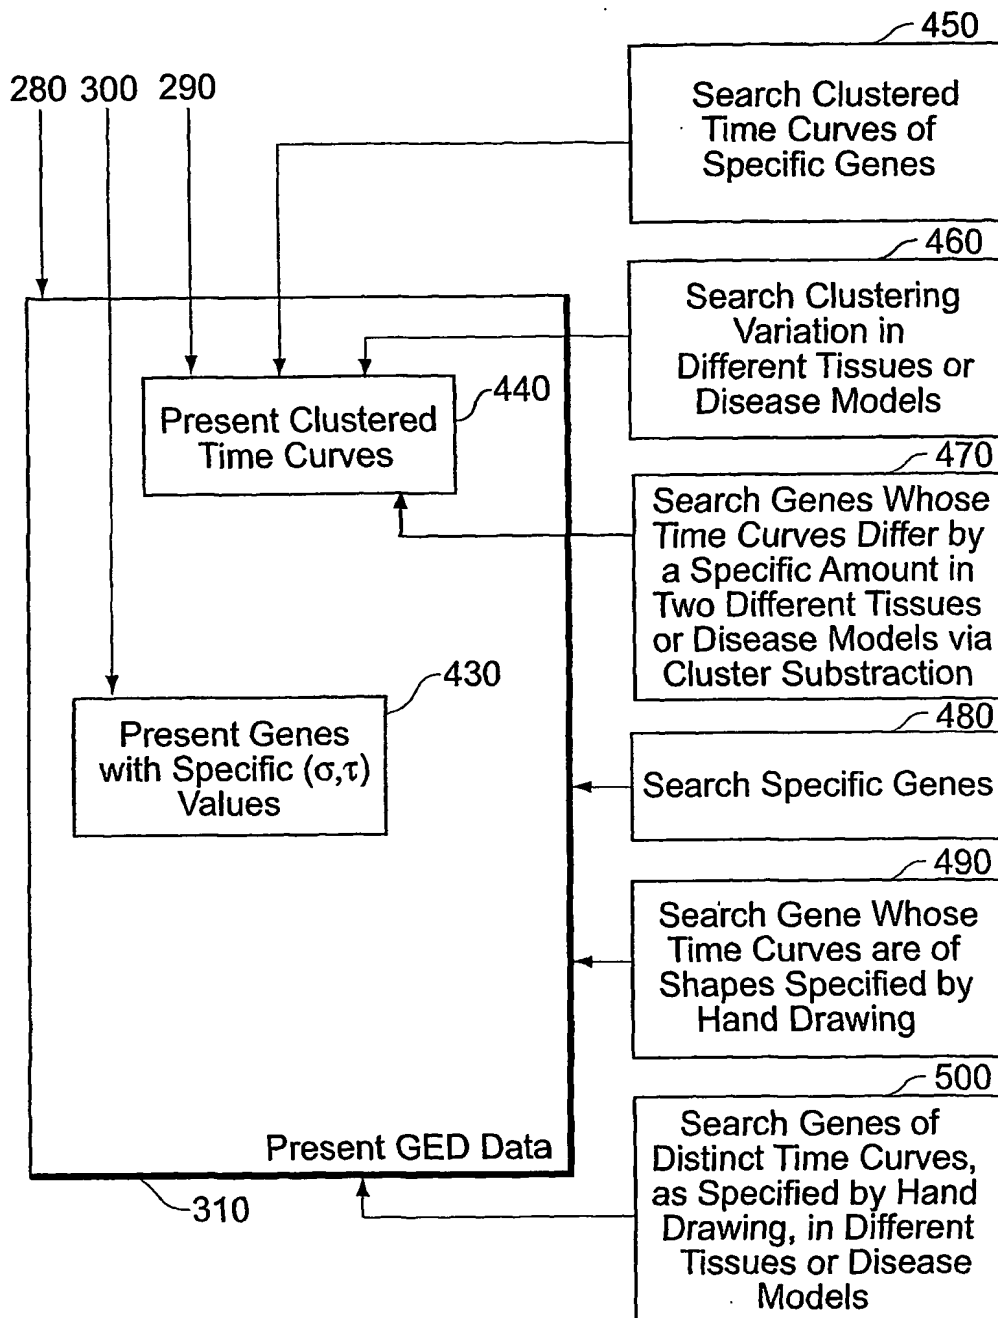 450
280 300 290
Search Clustered
Time Curves of
Specific Genes
460
Search Clustering
Variation in
Different Tissues or
Disease Models
440
Present Clustered
Time Curves
470
Search Genes Whose
Time Curves Differ by
a Specific Amount in
Two Different Tissues
or Disease Models via
Cluster Substraction
430
Present Genes
with Specific (σ,τ)
Values
480
Search Specific Genes
490
Search Gene Whose
Time Curves are of
Shapes Specified by
Hand Drawing
500
Search Genes of
Distinct Time Curves,
as Specified by Hand
Drawing, in Different
Tissues or Disease
Models
Present GED Data
310